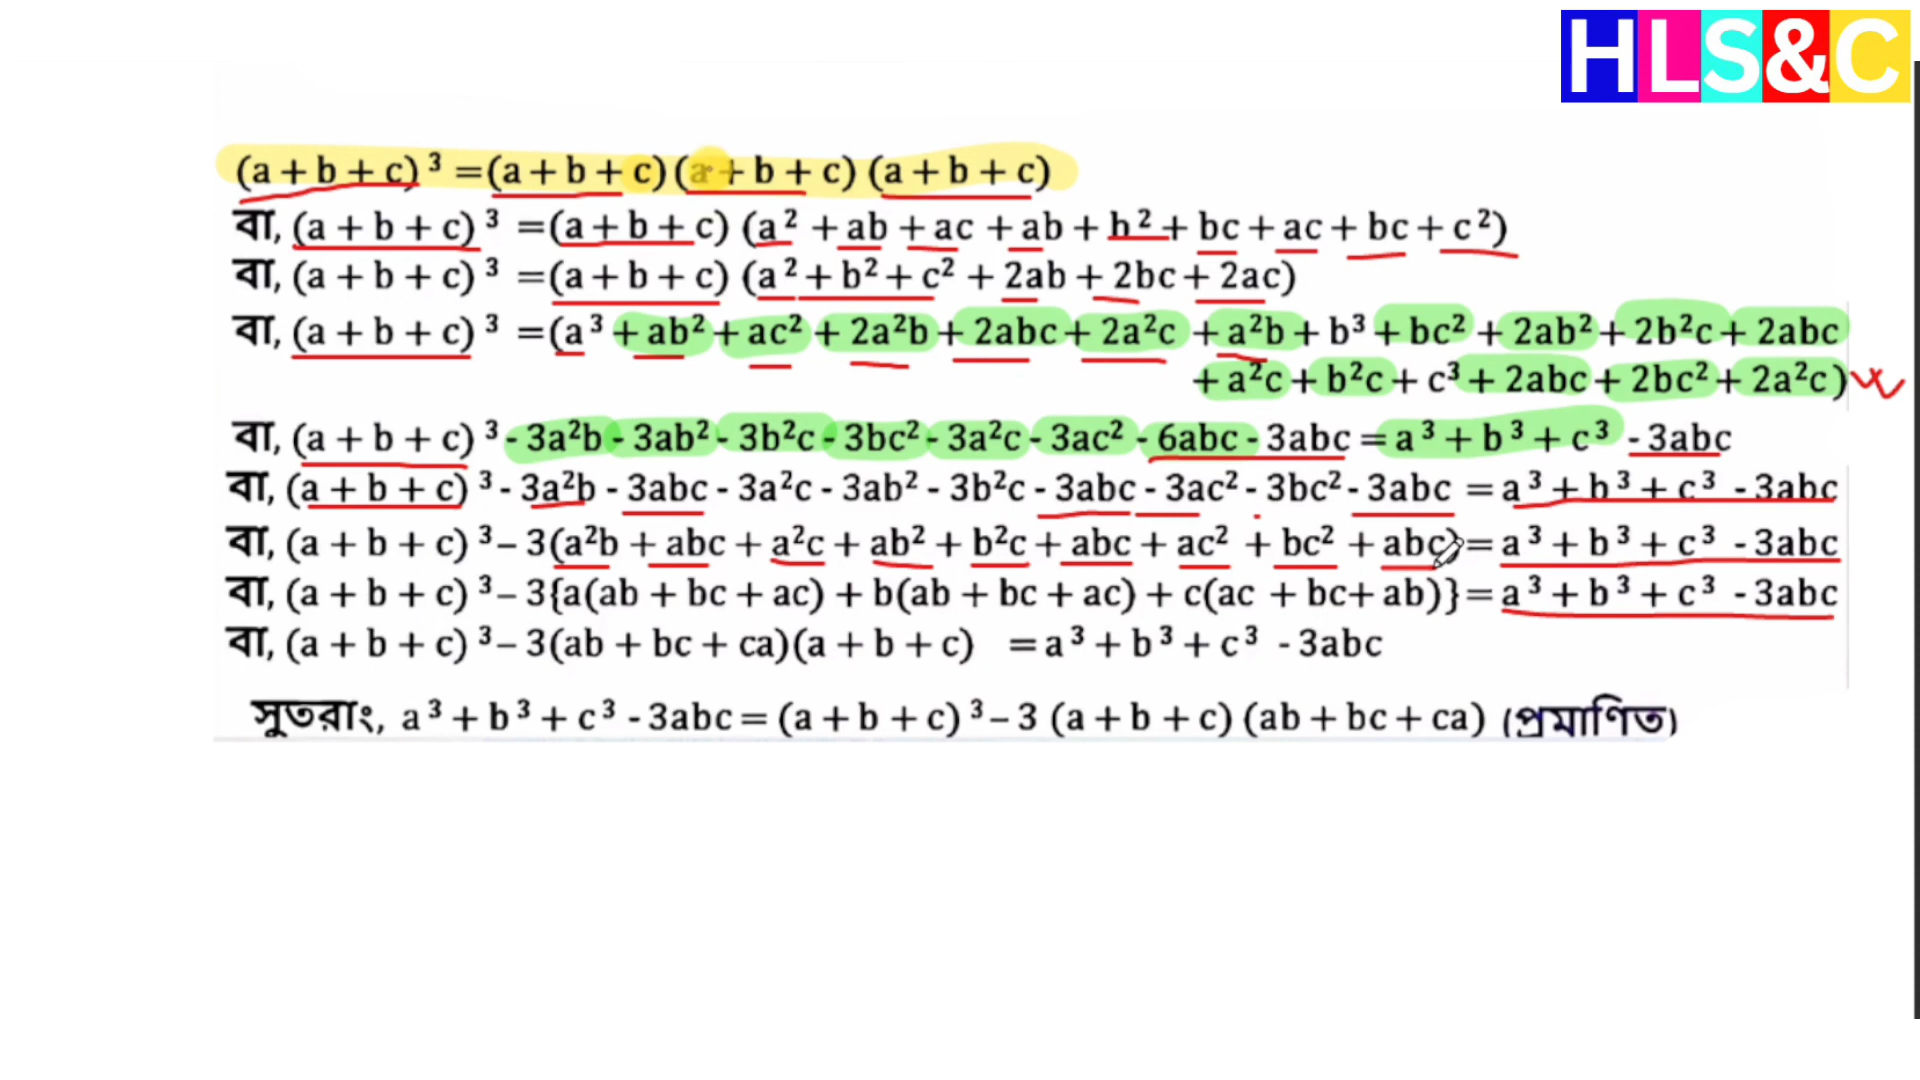 HLS&C
(a + b + c)³ =(a + b + c)(a + b + c) (a + b + c)
বা, (a + b + c)³ =(a + b + c) (a² + ab + ac + ab + b² + bc + ac + bc + c²)
বা, (a + b + c)³ =(a + b + c) (a² + b² + c² + 2ab + 2bc + 2ac)
বা, (a + b + c)³ =(a³ + ab² + ac² + 2a²b + 2abc + 2a²c + a²b + b³ + bc² + 2ab² + 2b²c + 2abc
+ a²c + b²c + c³ + 2abc + 2bc² + 2a²c)
বা, (a + b + c)³ - 3a²b - 3ab² - 3b²c - 3bc² - 3a²c - 3ac² - 6abc - 3abc = a³ + b³ + c³ - 3abc
বা, (a + b + c)³ - 3a²b - 3abc - 3a²c - 3ab² - 3b²c - 3abc - 3ac² - 3bc² - 3abc = a³ + b³ + c³ - 3abc
বা, (a + b + c)³ – 3(a²b + abc + a²c + ab² + b²c + abc + ac² + bc² + abc) = a³ + b³ + c³ - 3abc
বা, (a + b + c)³ – 3{a(ab + bc + ac) + b(ab + bc + ac) + c(ac + bc+ ab)} = a³ + b³ + c³ - 3abc
বা, (a + b + c)³ – 3(ab + bc + ca)(a + b + c) = a³ + b³ + c³ - 3abc
সুতরাং, a³ + b³ + c³ - 3abc = (a + b + c)³ – 3 (a + b + c) (ab + bc + ca) (প্রমাণিত)